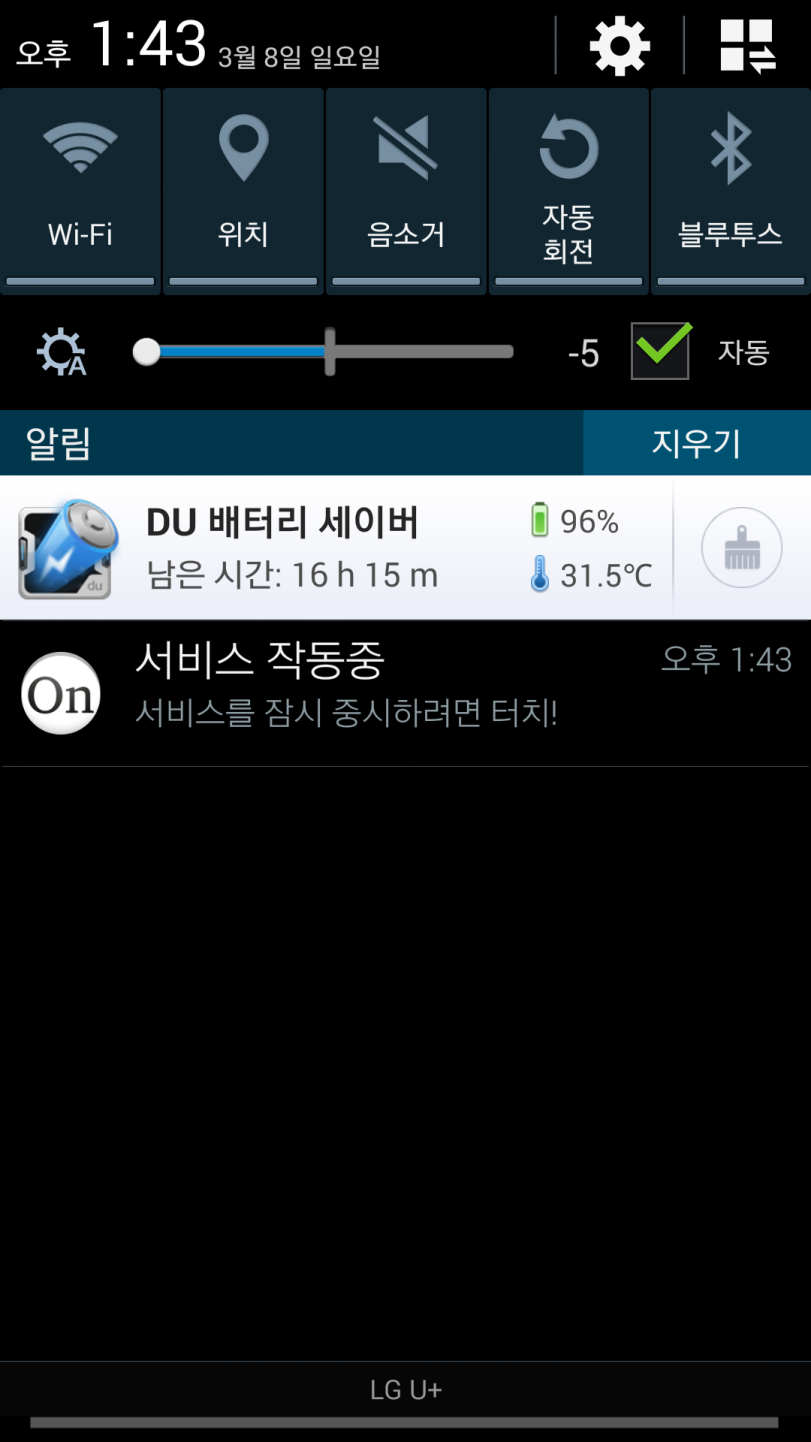 오후 1:43 3월 8일 일요일
Wi-Fi
위치
음소거
자동
회전
블루투스
A
-5
자동
알림
지우기
DU 배터리 세이버
96%
du
남은 시간: 16 h 15 m
31.5℃
On
서비스 작동중
오후 1:43
서비스를 잠시 중시하려면 터치!
LG U+